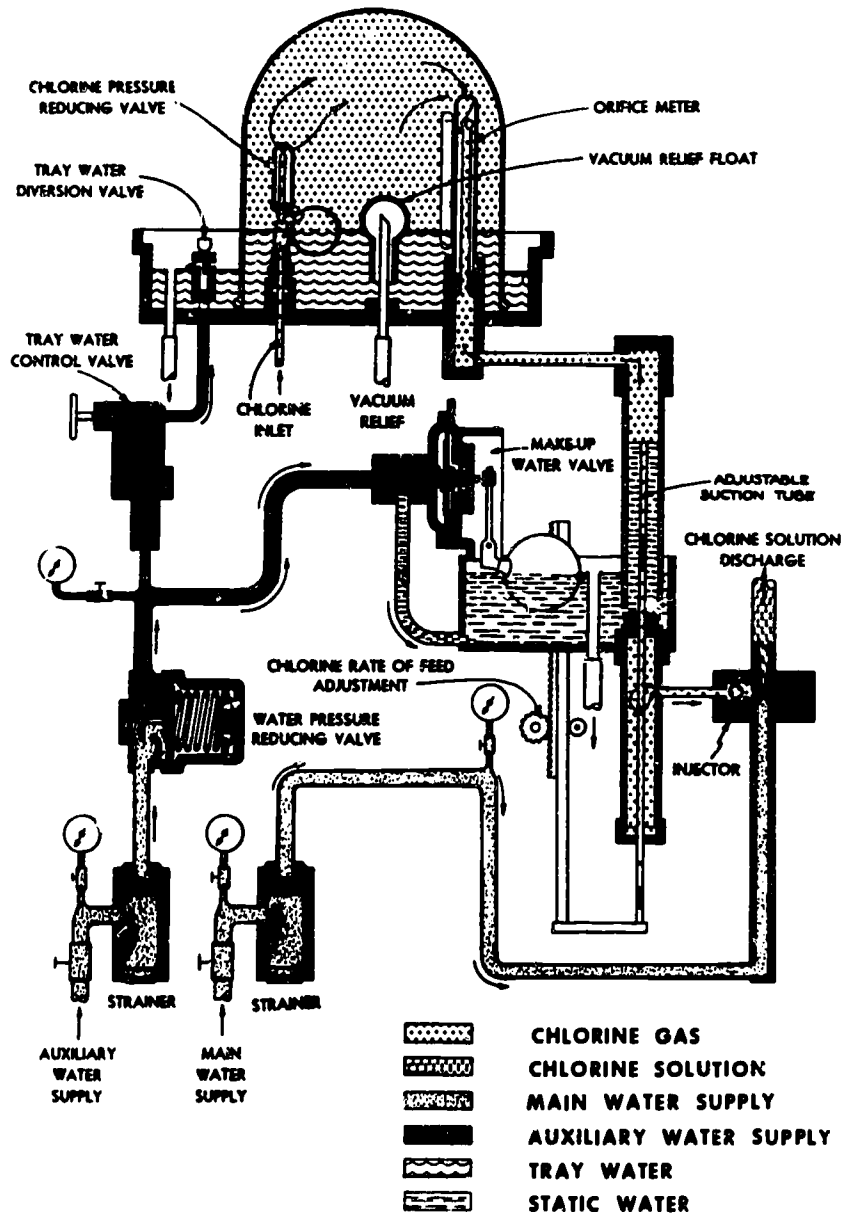 CHLORINE PRESSURE
REDUCING VALVE
ORIFICE METER
TRAY WATER
DIVERSION VALVE
VACUUM RELIEF FLOAT
TRAY WATER
CONTROL VALVE
CHLORINE
INLET
VACUUM
RELIEF
MAKE-UP
WATER VALVE
ADJUSTABLE
SUCTION TUBE
CHLORINE SOLUTION
DISCHARGE
CHLORINE RATE OF FEED
ADJUSTMENT
WATER PRESSURE
REDUCING VALVE
INJECTOR
STRAINER
STRAINER
AUXILIARY
WATER
SUPPLY
MAIN
WATER
SUPPLY
CHLORINE GAS
CHLORINE SOLUTION
MAIN WATER SUPPLY
AUXILIARY WATER SUPPLY
TRAY WATER
STATIC WATER